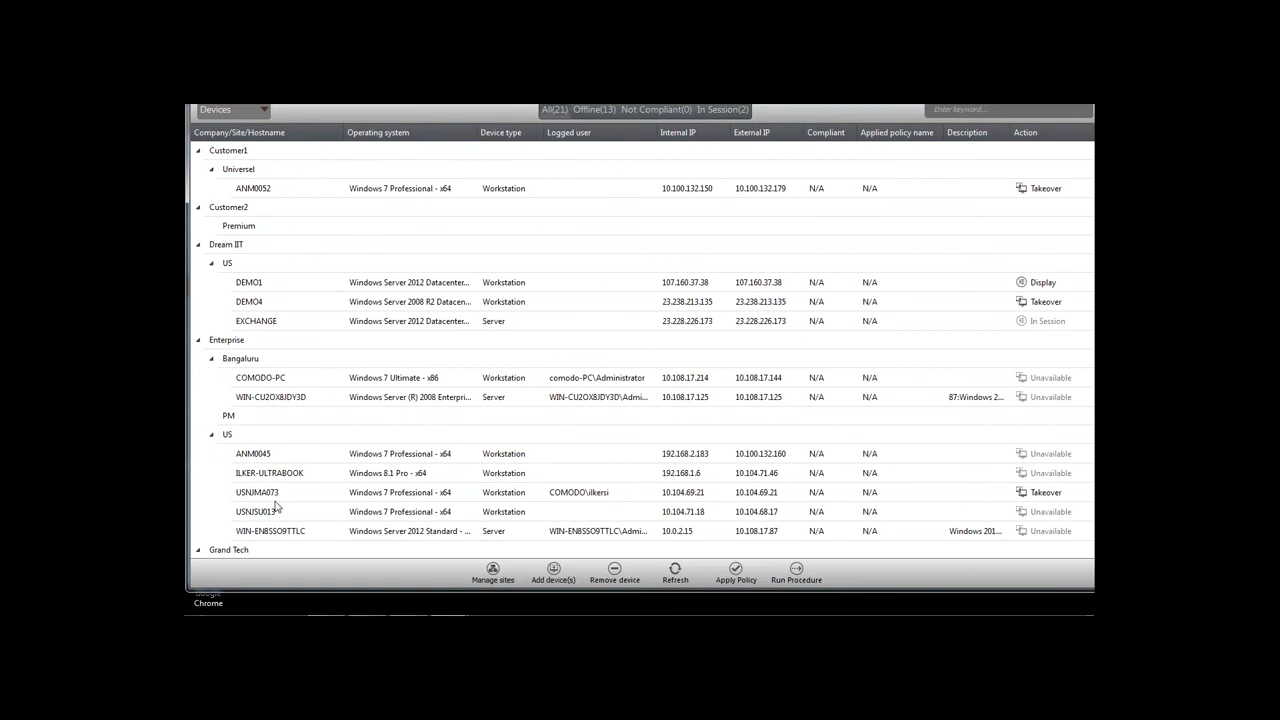 Devices All(21) Offline(13) Not Compliant(0) In Session(2) Enter keyword...
Company/Site/Hostname Operating system Device type Logged user Internal IP External IP Compliant Applied policy name Description Action
Customer1
Universel
ANM0052 Windows 7 Professional - x64 Workstation 10.100.132.150 10.100.132.179 N/A N/A Takeover
Customer2
Premium
Dream IIT
US
DEMO1 Windows Server 2012 Datacenter... Workstation 107.160.37.38 107.160.37.38 N/A N/A Display
DEMO4 Windows Server 2008 R2 Datacen... Workstation 23.238.213.135 23.238.213.135 N/A N/A Takeover
EXCHANGE Windows Server 2012 Datacenter... Server 23.228.226.173 23.228.226.173 N/A N/A In Session
Enterprise
Bangaluru
COMODO-PC Windows 7 Ultimate - x86 Workstation comodo-PC\Administrator 10.108.17.214 10.108.17.144 N/A N/A Unavailable
WIN-CU2OX8JDY3D Windows Server (R) 2008 Enterpri... Server WIN-CU2OX8JDY3D\Admi... 10.108.17.125 10.108.17.125 N/A N/A 87:Windows 2... Unavailable
PM
US
ANM0045 Windows 7 Professional - x64 Workstation 192.168.2.183 10.100.132.160 N/A N/A Unavailable
ILKER-ULTRABOOK Windows 8.1 Pro - x64 Workstation 192.168.1.6 10.104.71.46 N/A N/A Unavailable
USNJMA073 Windows 7 Professional - x64 Workstation COMODO\ilkersi 10.104.69.21 10.104.69.21 N/A N/A Takeover
USNJSU013 Windows 7 Professional - x64 Workstation 10.104.71.18 10.104.68.17 N/A N/A Unavailable
WIN-EN8SSO9TTLC Windows Server 2012 Standard - ... Server WIN-EN8SSO9TTLC\Admi... 10.0.2.15 10.108.17.87 N/A N/A Windows 201... Unavailable
Grand Tech
Manage sites Add device(s) Remove device Refresh Apply Policy Run Procedure
Google
Chrome